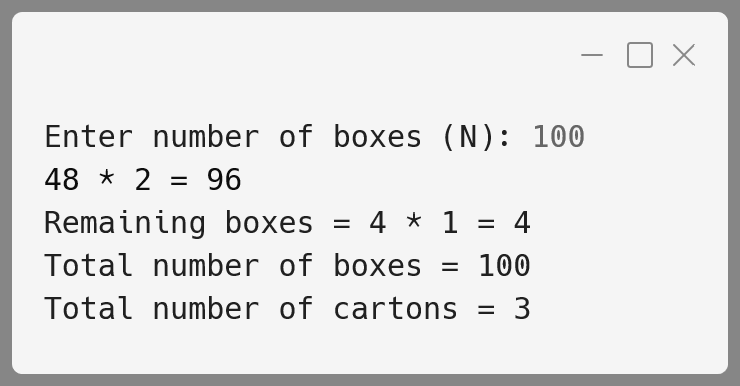 Enter number of boxes (N): 100
48 * 2 = 96
Remaining boxes = 4 * 1 = 4
Total number of boxes = 100
Total number of cartons = 3